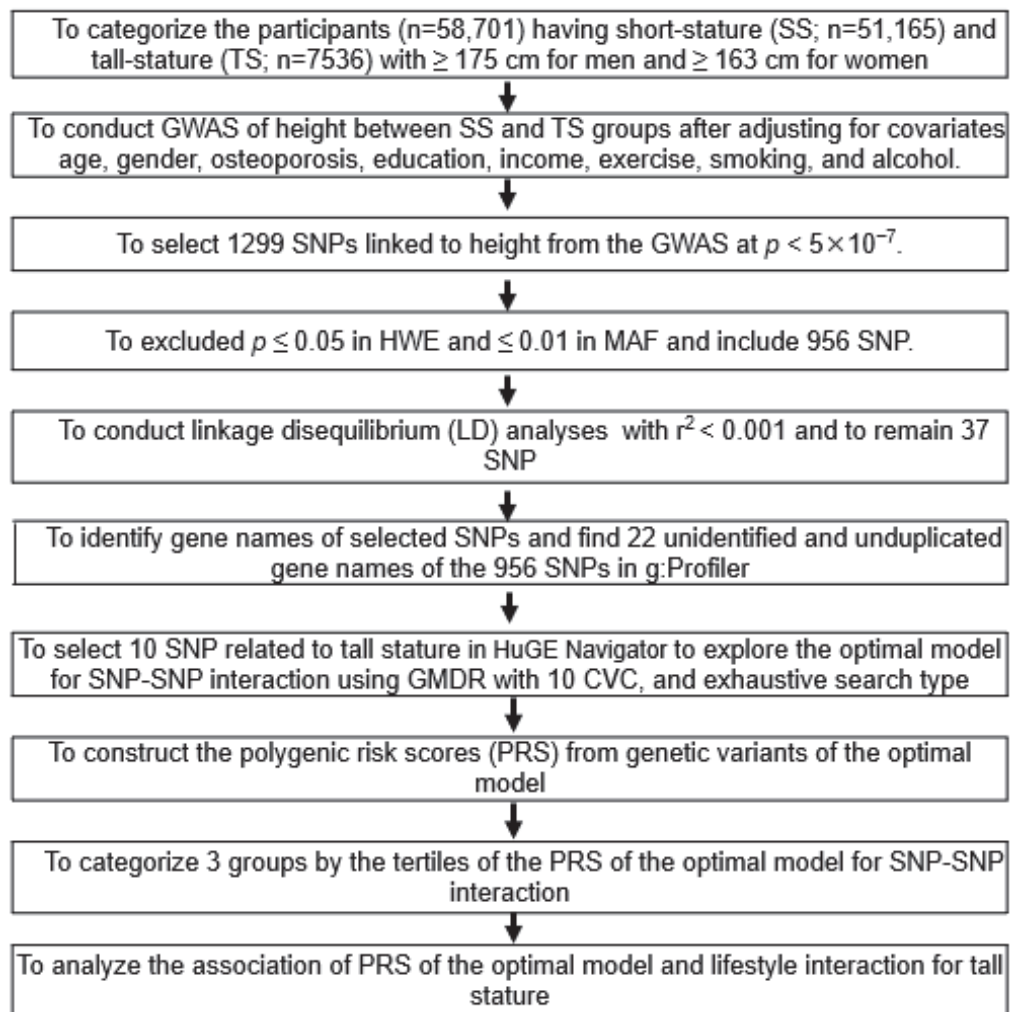 To categorize the participants (n=58,701) having short-stature (SS; n=51,165) and
tall-stature (TS; n=7536) with ≥ 175 cm for men and ≥ 163 cm for women
To conduct GWAS of height between SS and TS groups after adjusting for covariates
age, gender, osteoporosis, education, income, exercise, smoking, and alcohol.
To select 1299 SNPs linked to height from the GWAS at p < 5×10⁻⁷.
To excluded p ≤ 0.05 in HWE and ≤ 0.01 in MAF and include 956 SNP.
To conduct linkage disequilibrium (LD) analyses with r² < 0.001 and to remain 37
SNP
To identify gene names of selected SNPs and find 22 unidentified and unduplicated
gene names of the 956 SNPs in g:Profiler
To select 10 SNP related to tall stature in HuGE Navigator to explore the optimal model
for SNP-SNP interaction using GMDR with 10 CVC, and exhaustive search type
To construct the polygenic risk scores (PRS) from genetic variants of the optimal
model
To categorize 3 groups by the tertiles of the PRS of the optimal model for SNP-SNP
interaction
To analyze the association of PRS of the optimal model and lifestyle interaction for tall
stature